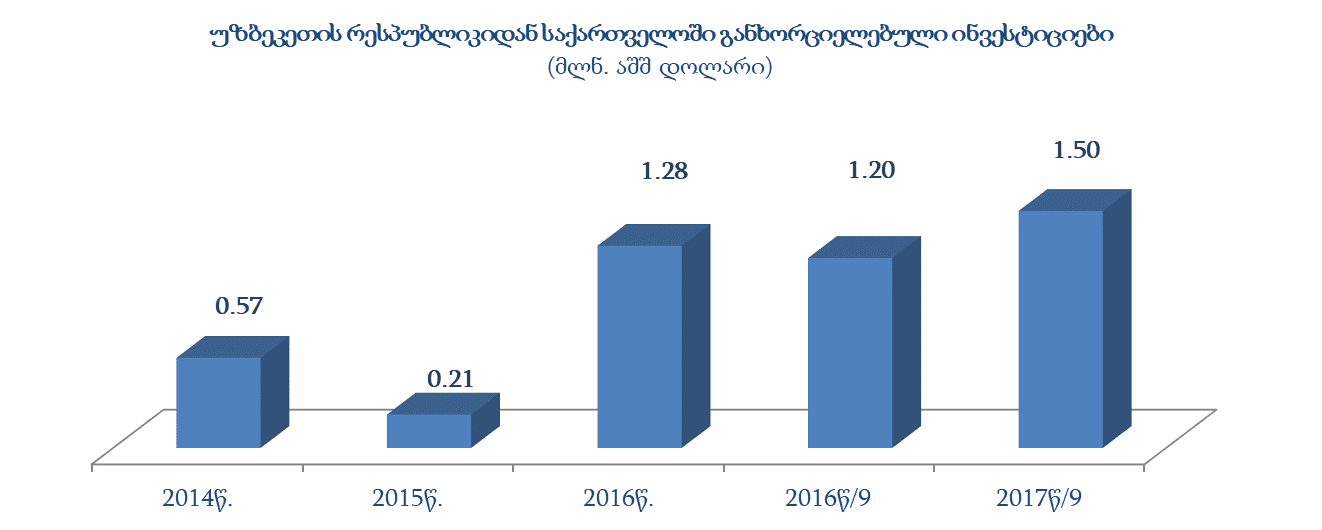 უზბეკეთის რესპუბლიკიდან საქართველოში განხორციელებული ინვესტიციები
(მლნ. აშშ დოლარი)
0.57
0.21
1.28
1.20
1.50
2014წ.
2015წ.
2016წ.
2016წ/9
2017წ/9